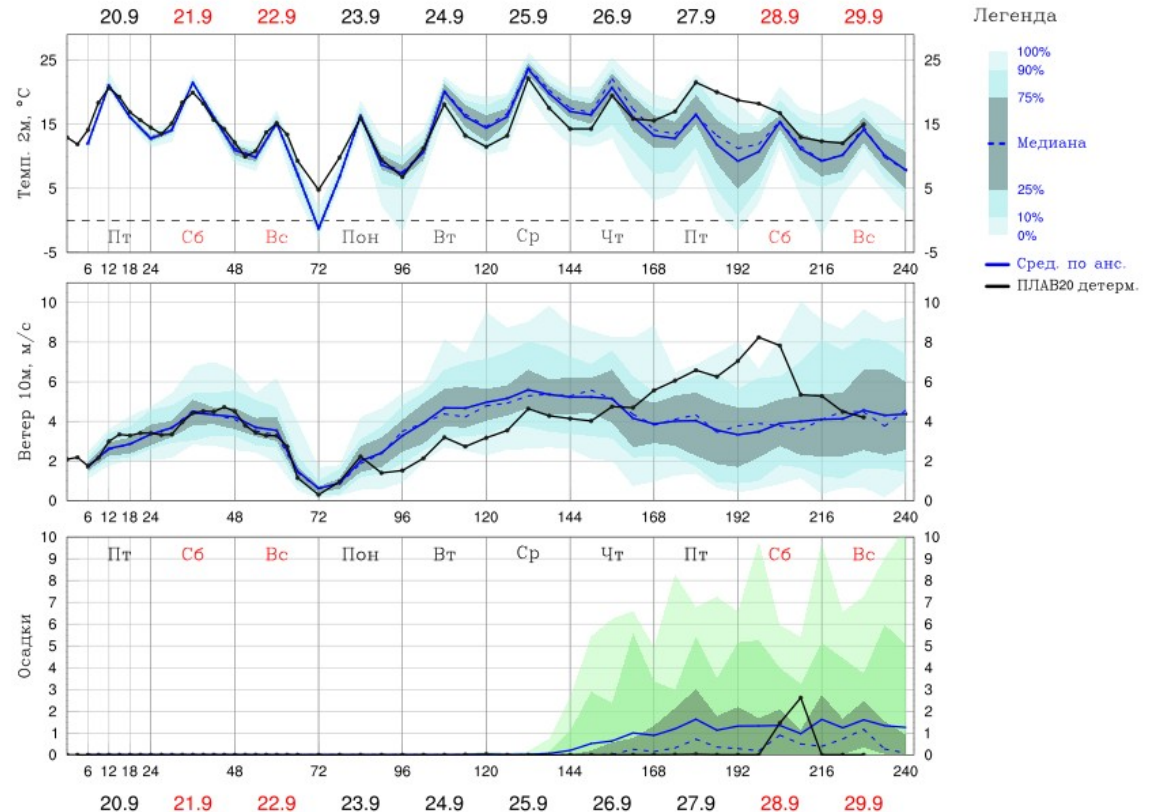 20.9 21.9 22.9 23.9 24.9 25.9 26.9 27.9 28.9 29.9
Легенда
Темп. 2м, °C
25 25
15 15
5 5
-5 -5
Пт Сб Вс Пон Вт Ср Чт Пт Сб Вс
6 12 18 24 48 72 96 120 144 168 192 216 240
100%
90%
75%
Медиана
25%
10%
0%
Сред. по анс.
ПЛАВ20 детерм.
Ветер 10м, м/с
10 10
8 8
6 6
4 4
2 2
0 0
6 12 18 24 48 72 96 120 144 168 192 216 240
Осадки
10 10
9 9
8 8
7 7
6 6
5 5
4 4
3 3
2 2
1 1
0 0
Пт Сб Вс Пон Вт Ср Чт Пт Сб Вс
6 12 18 24 48 72 96 120 144 168 192 216 240
20.9 21.9 22.9 23.9 24.9 25.9 26.9 27.9 28.9 29.9